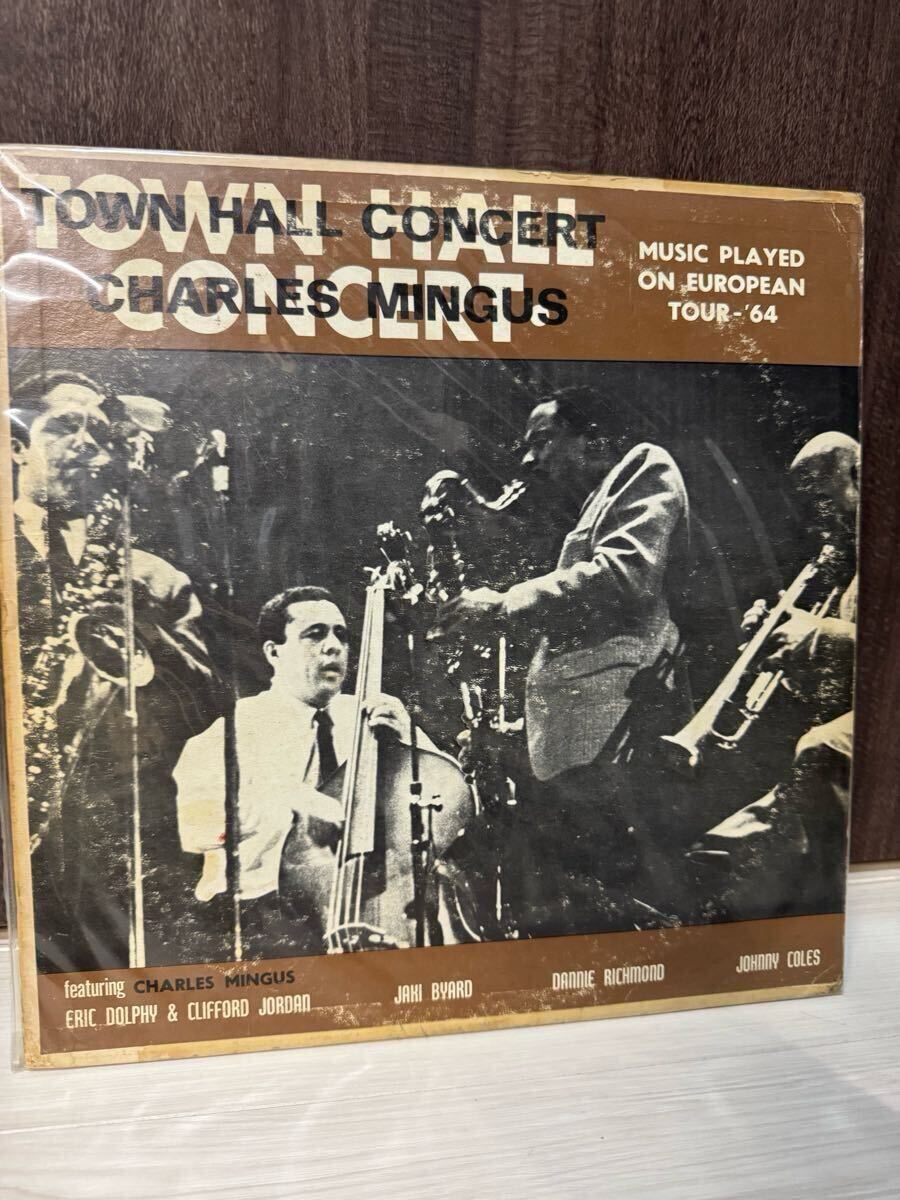 TOWN HALL
CONCERT
TOWN HALL CONCERT
CHARLES MINGUS
MUSIC PLAYED
ON EUROPEAN
TOUR-'64
featuring CHARLES MINGUS
ERIC DOLPHY & CLIFFORD JORDAN
JAKI BYARD
DANNIE RICHMOND
JOHNNY COLES